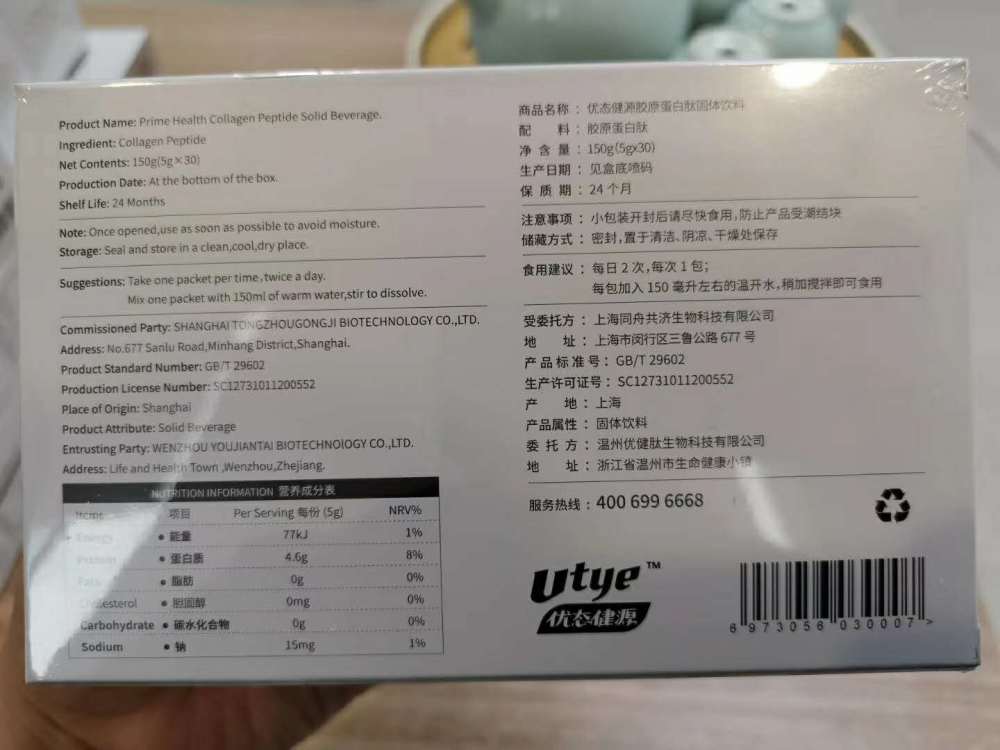 Product Name: Prime Health Collagen Peptide Solid Beverage.
Ingredient: Collagen Peptide
Net Contents: 150g(5g×30)
Production Date: At the bottom of the box.
Shelf Life: 24 Months
Note: Once opened,use as soon as possible to avoid moisture.
Storage: Seal and store in a clean,cool,dry place.
Suggestions: Take one packet per time,twice a day.
Mix one packet with 150ml of warm water,stir to dissolve.
Commissioned Party: SHANGHAI TONGZHOUGONGJI BIOTECHNOLOGY CO.,LTD.
Address: No.677 Sanlu Road,Minhang District,Shanghai.
Product Standard Number: GB/T 29602
Production License Number: SC12731011200552
Place of Origin: Shanghai
Product Attribute: Solid Beverage
Entrusting Party: WENZHOU YOUJIANTAI BIOTECHNOlOGY CO.,LTD.
Address: Life and Health Town ,Wenzhou,Zhejiang.
NUTRITION INFORMATION 营养成分表
Items 项目 Per Serving 每份 (5g) NRV%
Energy • 能量 77kJ 1%
Protein • 蛋白质 4.6g 8%
Fats • 脂肪 0g 0%
Cholesterol • 胆固醇 0mg 0%
Carbohydrate • 碳水化合物 0g 0%
Sodium • 钠 15mg 1%
商品名称：优态健源胶原蛋白肽固体饮料
配 料：胶原蛋白肽
净 含 量：150g(5gx30)
生产日期：见盒底喷码
保 质 期：24个月
注意事项：小包装开封后请尽快食用,防止产品受潮结块
储藏方式：密封,置于清洁、阴凉、干燥处保存
食用建议：每日2次,每次1包;
每包加入150毫升左右的温开水,稍加搅拌即可食用
受委托方：上海同舟共济生物科技有限公司
地 址：上海市闵行区三鲁公路677号
产品标准号：GB/T 29602
生产许可证号：SC12731011200552
产 地：上海
产品属性：固体饮料
委 托 方：温州优健肽生物科技有限公司
地 址：浙江省温州市生命健康小镇
服务热线：400 699 6668
utye™
优态健源
6 973056 030007 >